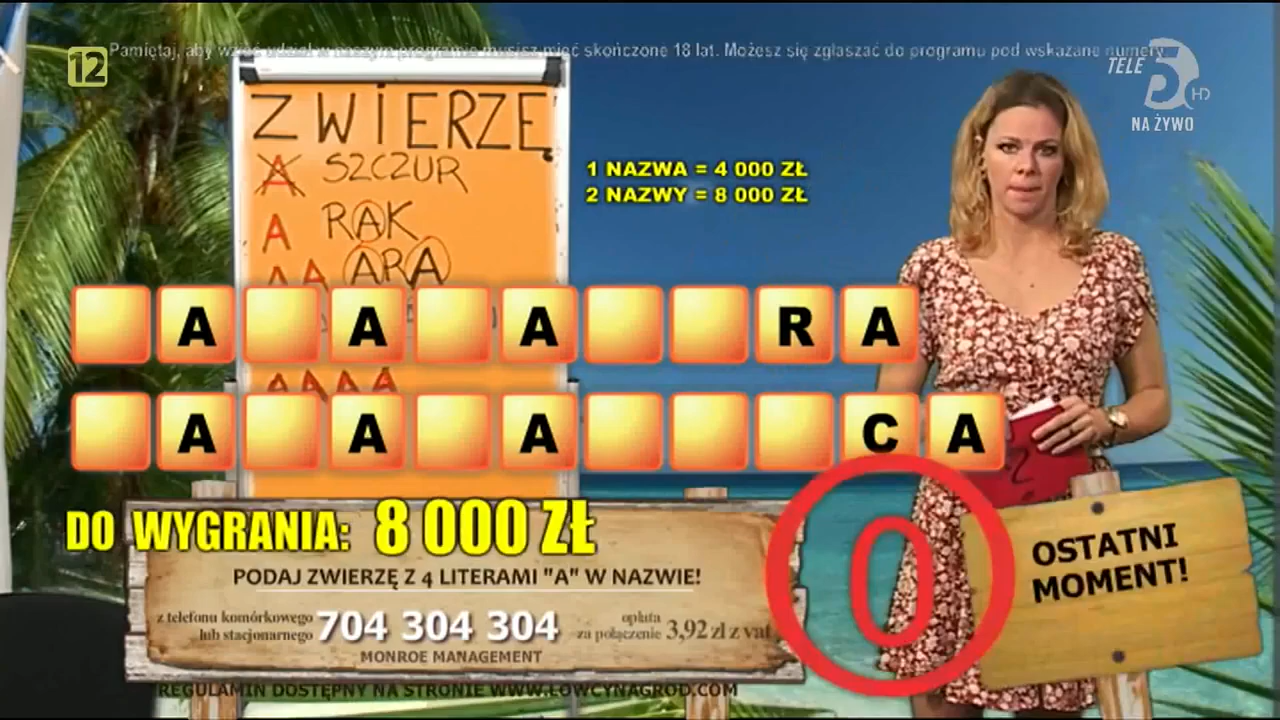 Pamiętaj, aby wziąć udział w naszym programie musisz mieć skończone 18 lat. Możesz się zgłaszać do programu pod wskazane numery.
12
TELE 5 HD
NA ŻYWO
ZWIERZĘ
A SZCZUR
A RAK
AA ARA
1 NAZWA = 4 000 ZŁ
2 NAZWY = 8 000 ZŁ
A A A R A
AAAA
A A A C A
DO WYGRANIA: 8 000 ZŁ
PODAJ ZWIERZĘ Z 4 LITERAMI "A" W NAZWIE!
z telefonu komórkowego
lub stacjonarnego
704 304 304
opłata
za połączenie 3,92 zł z vat
MONROE MANAGEMENT
0
OSTATNI
MOMENT!
REGULAMIN DOSTĘPNY NA STRONIE WWW.LOWCYNAGROD.COM